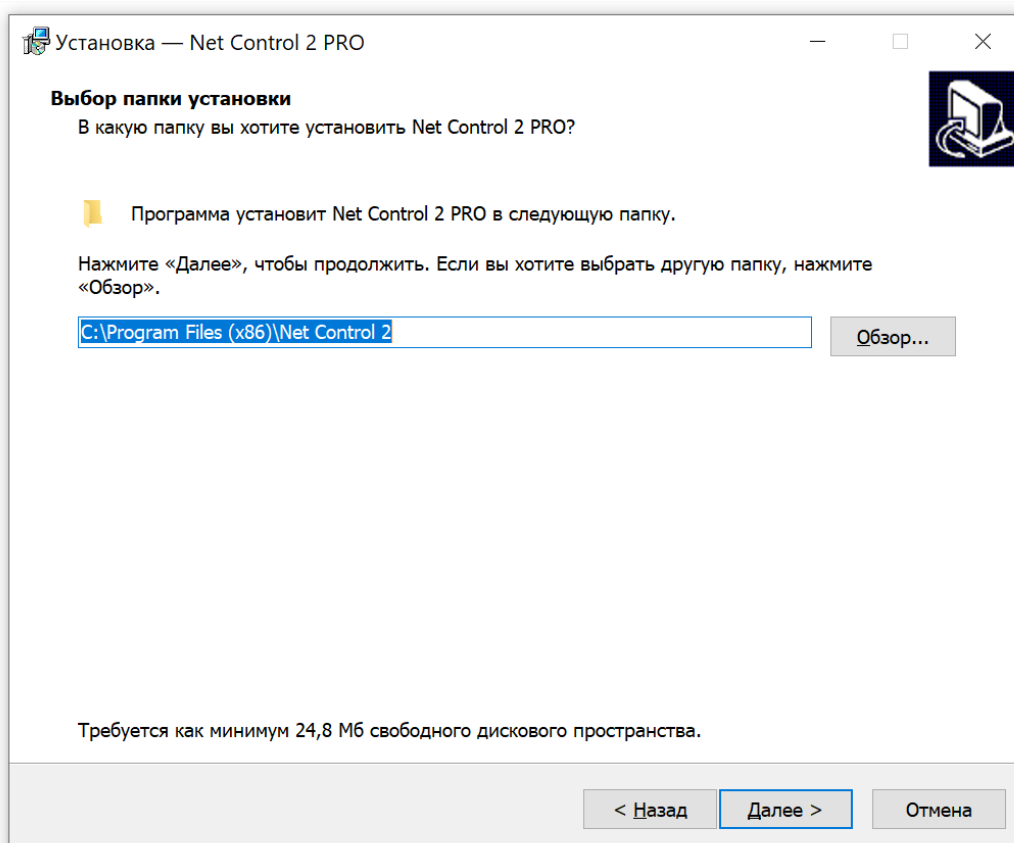 Установка — Net Control 2 PRO
Выбор папки установки
В какую папку вы хотите установить Net Control 2 PRO?
Программа установит Net Control 2 PRO в следующую папку.
Нажмите «Далее», чтобы продолжить. Если вы хотите выбрать другую папку, нажмите
«Обзор».
C:\Program Files (x86)\Net Control 2
Обзор...
Требуется как минимум 24,8 Мб свободного дискового пространства.
< Назад
Далее >
Отмена